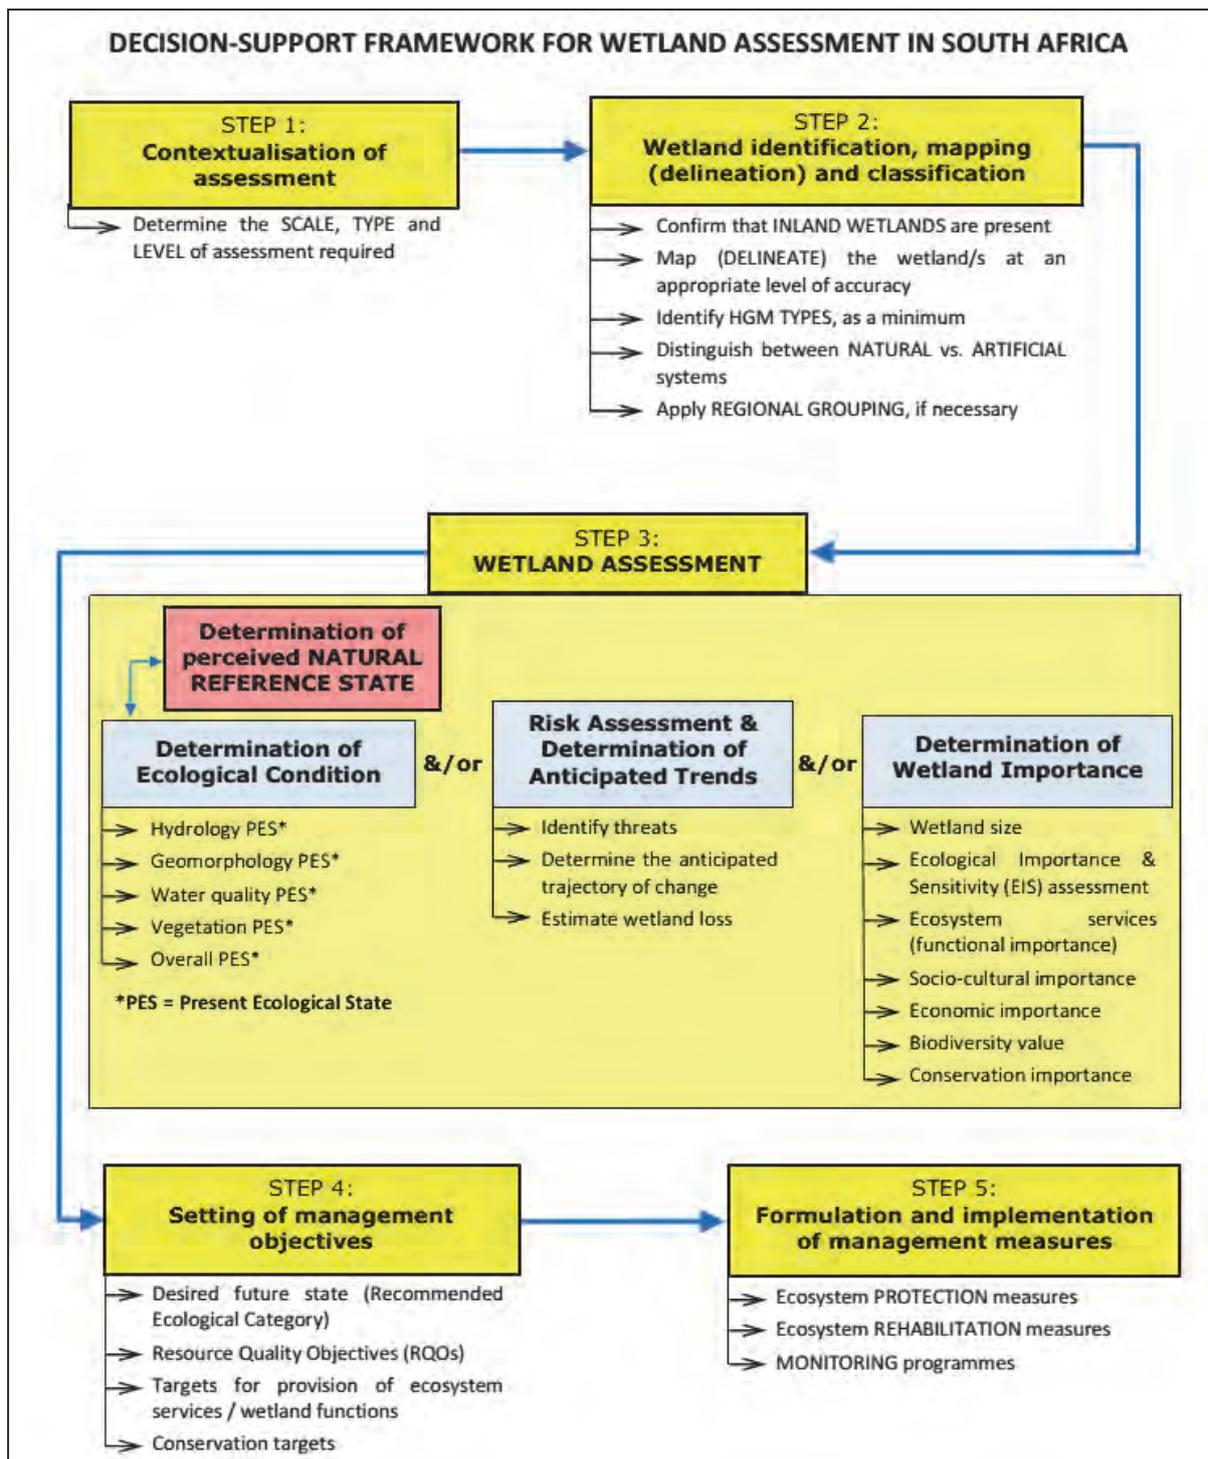 DECISION-SUPPORT FRAMEWORK FOR WETLAND ASSESSMENT IN SOUTH AFRICA
STEP 1:
Contextualisation of
assessment
Determine the SCALE, TYPE and
LEVEL of assessment required
STEP 2:
Wetland identification, mapping
(delineation) and classification
Confirm that INLAND WETLANDS are present
Map (DELINEATE) the wetland/s at an
appropriate level of accuracy
Identify HGM TYPES, as a minimum
Distinguish between NATURAL vs. ARTIFICIAL
systems
Apply REGIONAL GROUPING, if necessary
STEP 3:
WETLAND ASSESSMENT
Determination of
perceived NATURAL
REFERENCE STATE
Determination of
Ecological Condition
Hydrology PES*
Geomorphology PES*
Water quality PES*
Vegetation PES*
Overall PES*
*PES = Present Ecological State
&/or
Risk Assessment &
Determination of
Anticipated Trends
Identify threats
Determine the anticipated
trajectory of change
Estimate wetland loss
&/or
Determination of
Wetland Importance
Wetland size
Ecological Importance &
Sensitivity (EIS) assessment
Ecosystem services
(functional importance)
Socio-cultural importance
Economic importance
Biodiversity value
Conservation importance
STEP 4:
Setting of management
objectives
Desired future state (Recommended
Ecological Category)
Resource Quality Objectives (RQOs)
Targets for provision of ecosystem
services / wetland functions
Conservation targets
STEP 5:
Formulation and implementation
of management measures
Ecosystem PROTECTION measures
Ecosystem REHABILITATION measures
MONITORING programmes